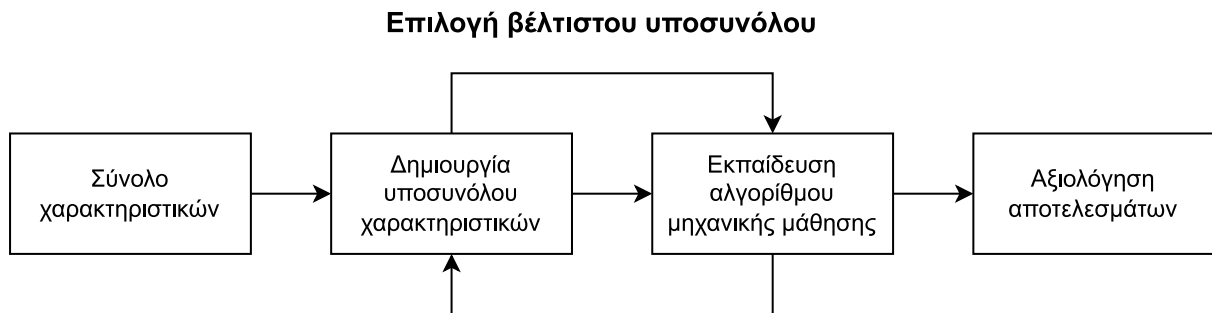 Επιλογή βέλτιστου υποσυνόλου
Σύνολο
χαρακτηριστικών
Δημιουργία
υποσυνόλου
χαρακτηριστικών
Εκπαίδευση
αλγορίθμου
μηχανικής μάθησης
Αξιολόγηση
αποτελεσμάτων